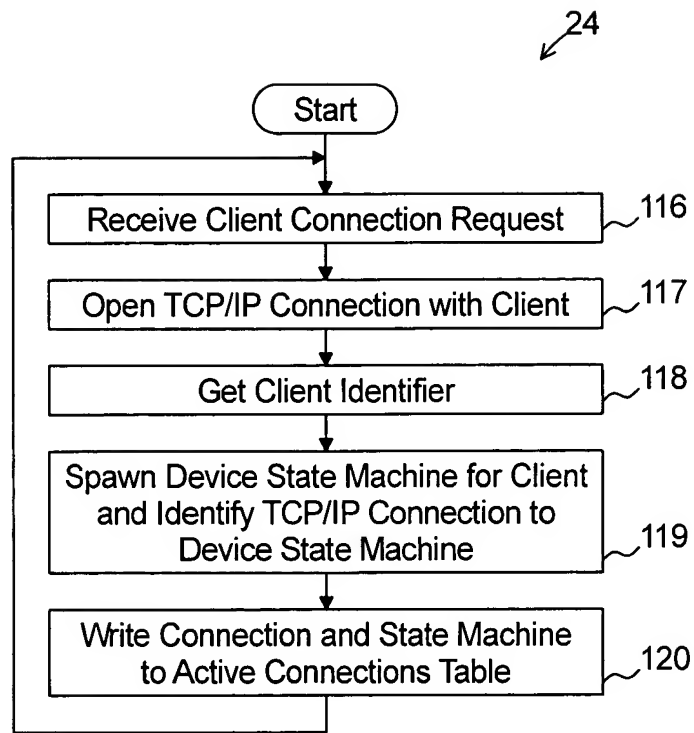 24
Start
Receive Client Connection Request
116
Open TCP/IP Connection with Client
117
Get Client Identifier
118
Spawn Device State Machine for Client
and Identify TCP/IP Connection to
Device State Machine
119
Write Connection and State Machine
to Active Connections Table
120